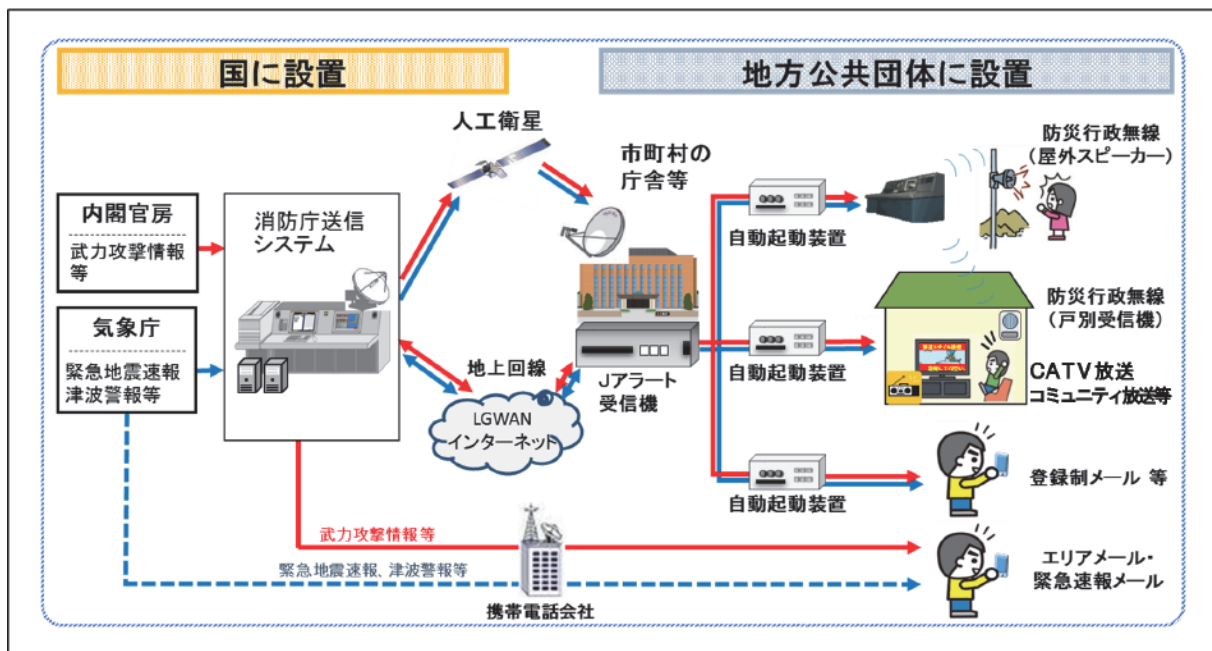 国に設置
地方公共団体に設置
人工衛星
市町村の
庁舎等
防災行政無線
（屋外スピーカー）
内閣官房
武力攻撃情報
等
消防庁送信
システム
自動起動装置
気象庁
緊急地震速報
津波警報等
防災行政無線
（戸別受信機）
地上回線
自動起動装置
CATV放送
コミュニティ放送等
Jアラート
受信機
LGWAN
インターネット
登録制メール 等
自動起動装置
武力攻撃情報等
エリアメール・
緊急速報メール
緊急地震速報、津波警報等
携帯電話会社